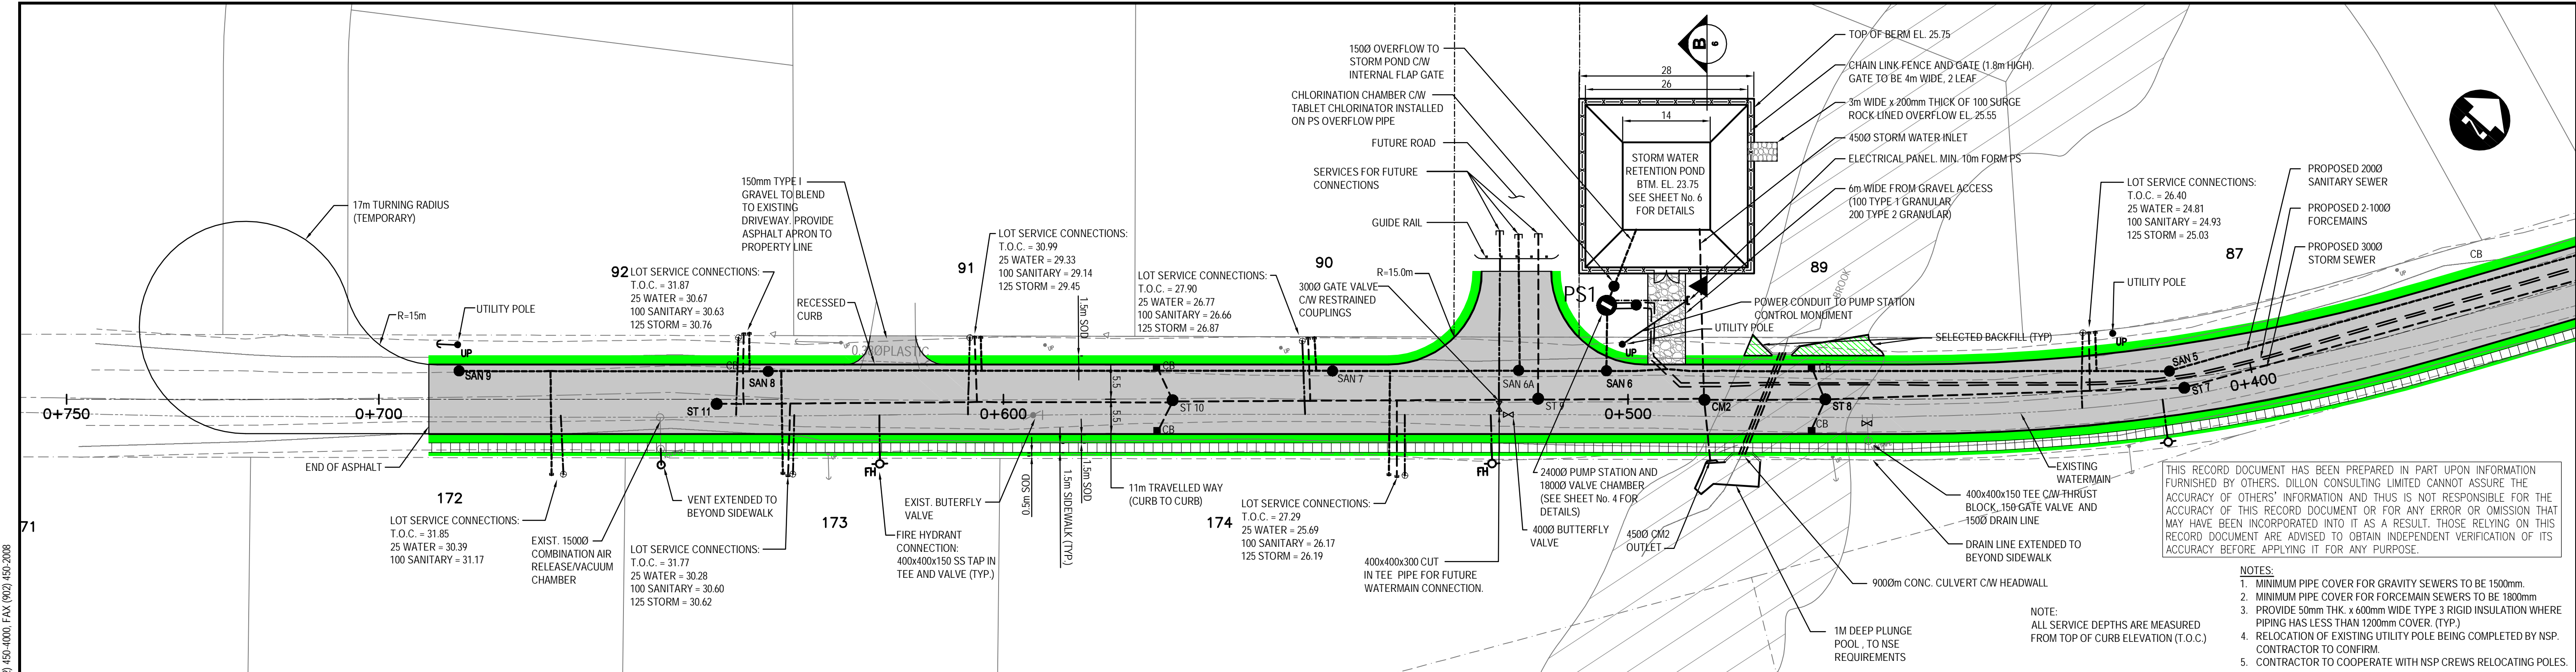 17m TURNING RADIUS
(TEMPORARY)
R=15m
UTILITY POLE
UP
SAN 9
0+750
0+700
END OF ASPHALT
71
172
LOT SERVICE CONNECTIONS:
T.O.C. = 31.85
25 WATER = 30.39
100 SANITARY = 31.17
EXIST. 1500Ø
COMBINATION AIR
RELEASE/VACUUM
CHAMBER
92
LOT SERVICE CONNECTIONS:
T.O.C. = 31.87
25 WATER = 30.67
100 SANITARY = 30.63
125 STORM = 30.76
150mm TYPE I
GRAVEL TO BLEND
TO EXISTING
DRIVEWAY. PROVIDE
ASPHALT APRON TO
PROPERTY LINE
RECESSED
CURB
CB
SAN 8
ST 11
VENT EXTENDED TO
BEYOND SIDEWALK
LOT SERVICE CONNECTIONS:
T.O.C. = 31.77
25 WATER = 30.28
100 SANITARY = 30.60
125 STORM = 30.62
173
FH
FIRE HYDRANT
CONNECTION:
400x400x150 SS TAP IN
TEE AND VALVE (TYP.)
EXIST. BUTERFLY
VALVE
91
LOT SERVICE CONNECTIONS:
T.O.C. = 30.99
25 WATER = 29.33
100 SANITARY = 29.14
125 STORM = 29.45
1.5m SOD
0+600
5.5
5.5
0.5m SOD
1.5m SIDEWALK (TYP.)
1.5m SOD
11m TRAVELLED WAY
(CURB TO CURB)
CB
ST 10
CB
LOT SERVICE CONNECTIONS:
T.O.C. = 27.90
25 WATER = 26.77
100 SANITARY = 26.66
125 STORM = 26.87
90
SAN 7
174
LOT SERVICE CONNECTIONS:
T.O.C. = 27.29
25 WATER = 25.69
100 SANITARY = 26.17
125 STORM = 26.19
150Ø OVERFLOW TO
STORM POND C/W
INTERNAL FLAP GATE
CHLORINATION CHAMBER C/W
TABLET CHLORINATOR INSTALLED
ON PS OVERFLOW PIPE
FUTURE ROAD
SERVICES FOR FUTURE
CONNECTIONS
GUIDE RAIL
R=15.0m
300Ø GATE VALVE
C/W RESTRAINED
COUPLINGS
SAN 6A
ST 9
FH
400x400x300 CUT
IN TEE PIPE FOR FUTURE
WATERMAIN CONNECTION.
2400Ø PUMP STATION AND
1800Ø VALVE CHAMBER
(SEE SHEET No. 4 FOR
DETAILS)
400Ø BUTTERFLY
VALVE
B
6
28
26
14
STORM WATER
RETENTION POND
BTM. EL. 23.75
SEE SHEET No. 6
FOR DETAILS
PS1
UP
SAN 6
0+500
CM2
450Ø CM2
OUTLET
TOP OF BERM EL. 25.75
CHAIN LINK FENCE AND GATE (1.8m HIGH).
GATE TO BE 4m WIDE, 2 LEAF
3m WIDE x 200mm THICK OF 100 SURGE
ROCK LINED OVERFLOW EL. 25.55
450Ø STORM WATER INLET
ELECTRICAL PANEL. MIN. 10m FORM PS
6m WIDE FROM GRAVEL ACCESS
(100 TYPE 1 GRANULAR
200 TYPE 2 GRANULAR)
89
BROOK
POWER CONDUIT TO PUMP STATION
CONTROL MONUMENT
UTILITY POLE
SELECTED BACKFILL (TYP)
CB
ST 8
CB
LOT SERVICE CONNECTIONS:
T.O.C. = 26.40
25 WATER = 24.81
100 SANITARY = 24.93
125 STORM = 25.03
UTILITY POLE
UP
87
PROPOSED 200Ø
SANITARY SEWER
PROPOSED 2-100Ø
FORCEMAINS
PROPOSED 300Ø
STORM SEWER
CB
SAN 5
ST 7
0+400
EXISTING
WATERMAIN
400x400x150 TEE C/W THRUST
BLOCK, 150 GATE VALVE AND
150Ø DRAIN LINE
DRAIN LINE EXTENDED TO
BEYOND SIDEWALK
900Øm CONC. CULVERT C/W HEADWALL
1M DEEP PLUNGE
POOL , TO NSE
REQUIREMENTS
NOTE:
ALL SERVICE DEPTHS ARE MEASURED
FROM TOP OF CURB ELEVATION (T.O.C.)
THIS RECORD DOCUMENT HAS BEEN PREPARED IN PART UPON INFORMATION
FURNISHED BY OTHERS. DILLON CONSULTING LIMITED CANNOT ASSURE THE
ACCURACY OF OTHERS' INFORMATION AND THUS IS NOT RESPONSIBLE FOR THE
ACCURACY OF THIS RECORD DOCUMENT OR FOR ANY ERROR OR OMISSION THAT
MAY HAVE BEEN INCORPORATED INTO IT AS A RESULT. THOSE RELYING ON THIS
RECORD DOCUMENT ARE ADVISED TO OBTAIN INDEPENDENT VERIFICATION OF ITS
ACCURACY BEFORE APPLYING IT FOR ANY PURPOSE.
NOTES:
1. MINIMUM PIPE COVER FOR GRAVITY SEWERS TO BE 1500mm.
2. MINIMUM PIPE COVER FOR FORCEMAIN SEWERS TO BE 1800mm
3. PROVIDE 50mm THK. x 600mm WIDE TYPE 3 RIGID INSULATION WHERE
PIPING HAS LESS THAN 1200mm COVER. (TYP.)
4. RELOCATION OF EXISTING UTILITY POLE BEING COMPLETED BY NSP.
CONTRACTOR TO CONFIRM.
5. CONTRACTOR TO COOPERATE WITH NSP CREWS RELOCATING POLES.
450-4000, FAX (902) 450-2008